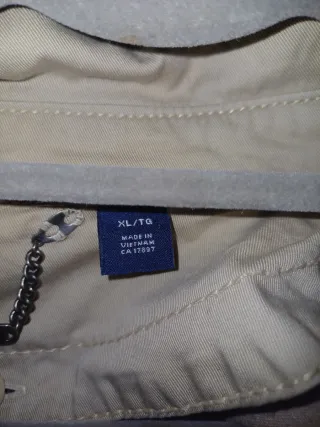 XL/TG
MADE IN
VIETNAM
CA 17897